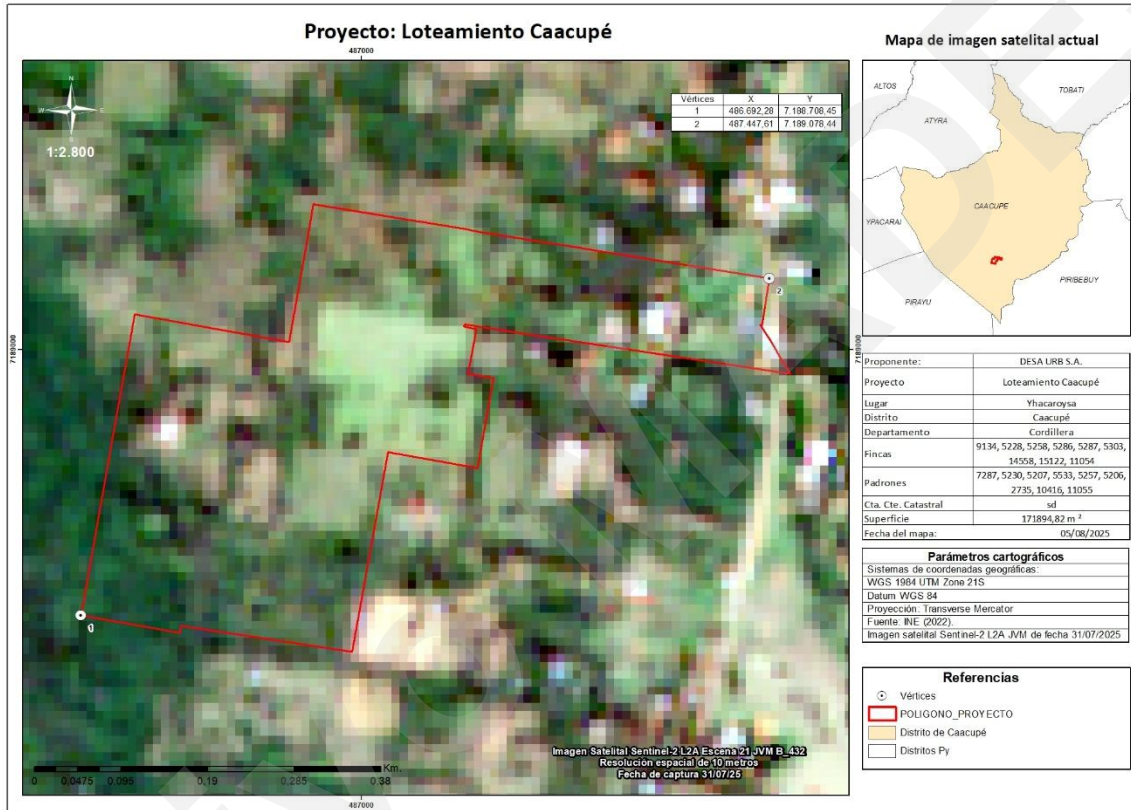 Proyecto: Loteamiento Caacupé
487000
7189000
N
W E
S
1:2.800
Vértices X Y
1 486.692,28 7.188.708,45
2 487.447,61 7.189.078,44
2
1
7189000
Imagen Satelital Sentinel-2 L2A Escena 21 JVM B_432
Resolución espacial de 10 metros
Fecha de captura 31/07/25
Km.
0 0.0475 0.095 0.19 0.285 0.38
487000
Mapa de imagen satelital actual
ALTOS
TOBATI
ATYRA
CAACUPE
YPACARAI
PIRIBEBUY
PIRAYU
Proponente: DESA URB S.A.
Proyecto Loteamiento Caacupé
Lugar Yhacaroysa
Distrito Caacupé
Departamento Cordillera
Fincas 9134, 5228, 5258, 5286, 5287, 5303,
14558, 15122, 11054
Padrones 7287, 5230, 5207, 5533, 5257, 5206,
2735, 10416, 11055
Cta. Cte. Catastral sd
Superficie 171894,82 m ²
Fecha del mapa: 05/08/2025
Parámetros cartográficos
Sistemas de coordenadas geográficas:
WGS 1984 UTM Zone 21S
Datum WGS 84
Proyección: Transverse Mercator
Fuente: INE (2022).
Imagen satelital Sentinel-2 L2A JVM de fecha 31/07/2025
Referencias
Vértices
POLIGONO_PROYECTO
Distrito de Caacupé
Distritos Py